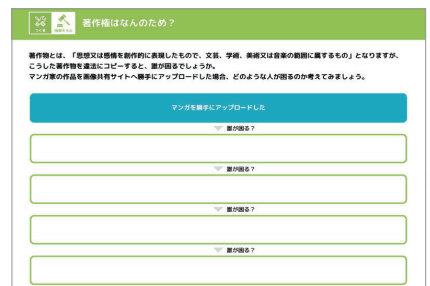 著作権はなんのため？
著作物とは、「思想又は感情を創作的に表現したもので、文芸、学術、美術又は音楽の範囲に属するもの」となりますが、
こうした著作物を違法にコピーすると、誰が困るでしょうか。
マンガ家の作品を画像共有サイトへ勝手にアップロードした場合、どのような人が困るのか考えてみましょう。
マンガを勝手にアップロードした
誰が困る？
誰が困る？
誰が困る？
誰が困る？